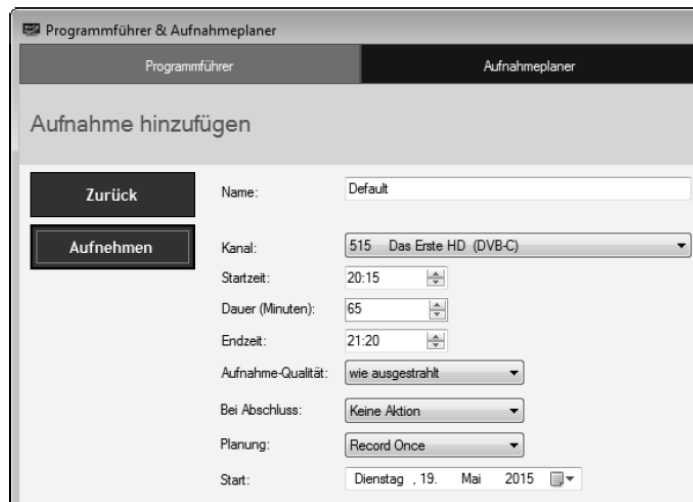 Programmführer & Aufnahmeplaner
Programmführer Aufnahmeplaner
Aufnahme hinzufügen
Zurück
Name: Default
Aufnehmen
Kanal: 515 Das Erste HD (DVB-C)
Startzeit: 20:15
Dauer (Minuten): 65
Endzeit: 21:20
Aufnahme-Qualität: wie ausgestrahlt
Bei Abschluss: Keine Aktion
Planung: Record Once
Start: Dienstag , 19. Mai 2015